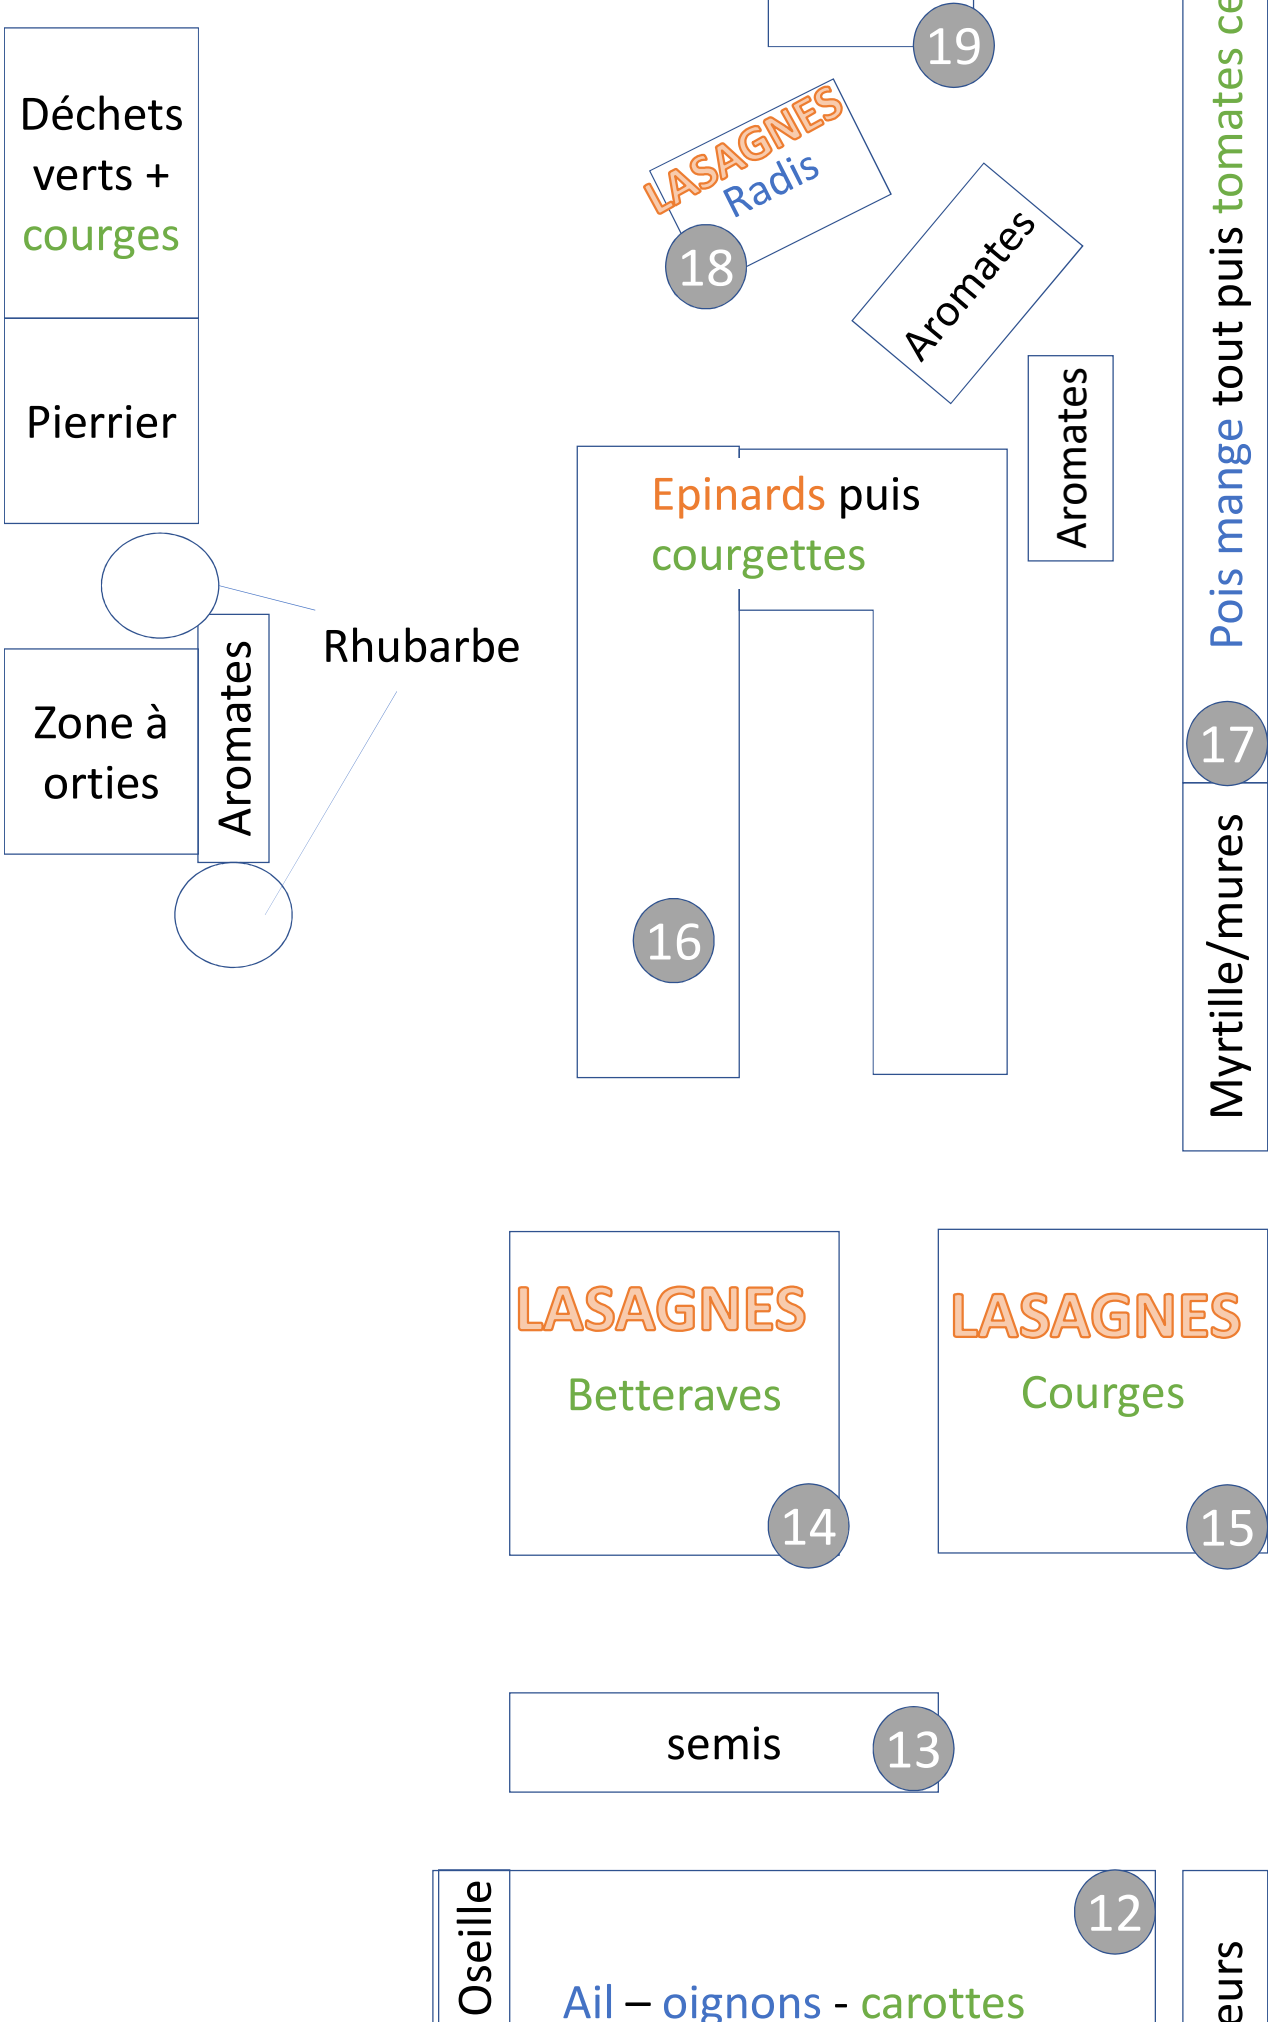 19
Déchets
verts +
courges
LASAGNES
Radis
18
Aromates
Pois mange tout puis tomates ce
Pierrier
Aromates
Epinards puis
courgettes
Rhubarbe
Zone à
orties
Aromates
17
Myrtille/mures
16
LASAGNES
Betteraves
14
LASAGNES
Courges
15
semis
13
12
Oseille
Ail – oignons - carottes
eurs